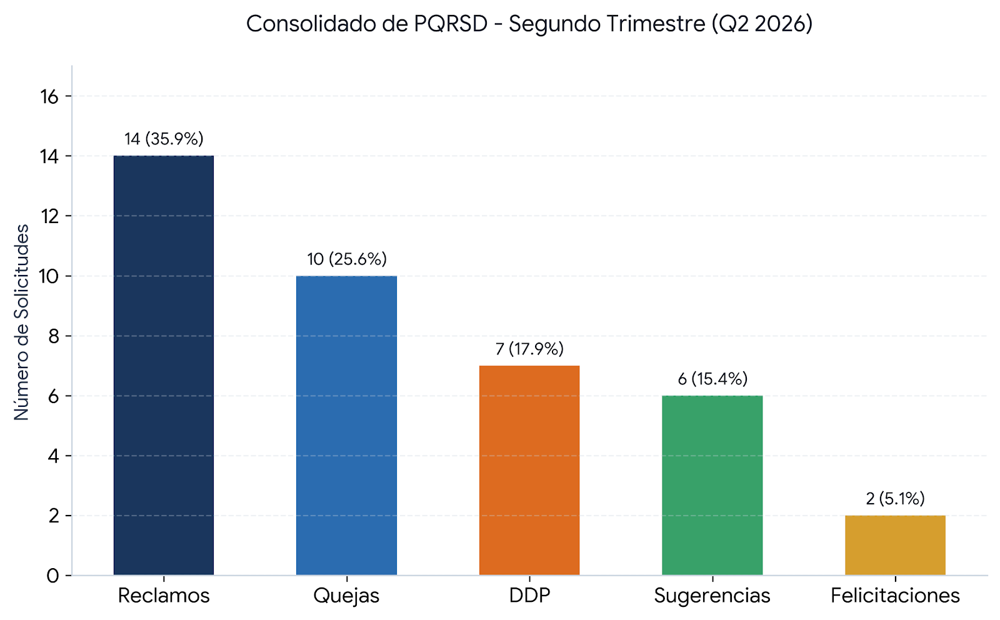 Consolidado de PQRSD - Segundo Trimestre (Q2 2026)
Número de Solicitudes
16
14
12
10
8
6
4
2
0
14 (35.9%)
10 (25.6%)
7 (17.9%)
6 (15.4%)
2 (5.1%)
Reclamos
Quejas
DDP
Sugerencias
Felicitaciones